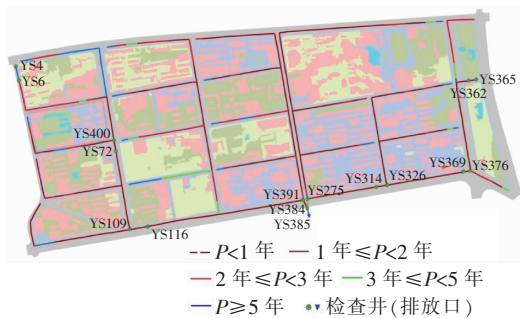 YS4
YS6
YS365
YS362
YS400
YS72
YS369
YS376
YS314
YS326
YS391
YS275
YS384
YS385
YS109
YS116
P<1 年 1 年≤P<2 年
2 年≤P<3 年 3 年≤P<5 年
P≥5 年 检查井(排放口)